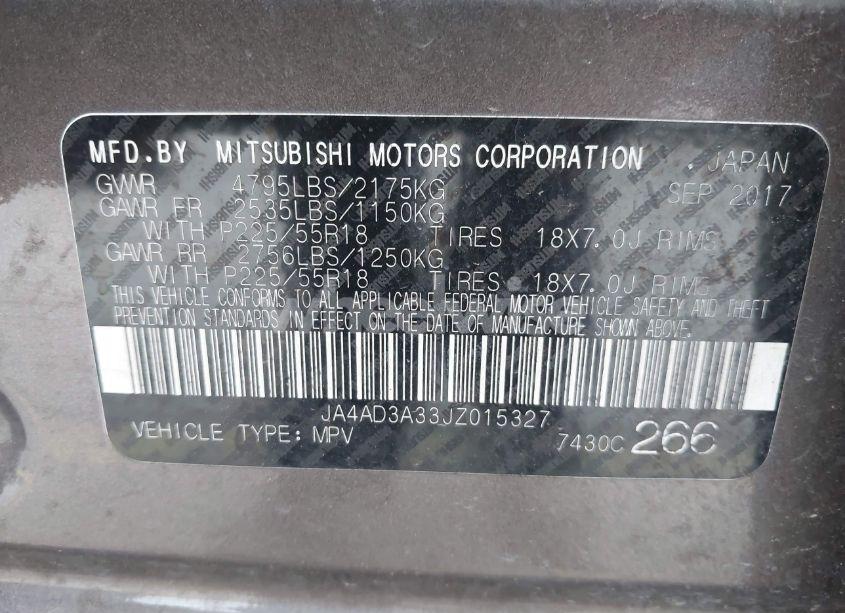 MFD.BY MITSUBISHI MOTORS CORPORATION . JAPAN
GVWR 4795LBS/2175KG SEP 2017
GAWR FR 2535LBS/1150KG
WITH P225/55R18 TIRES 18X7.0J RIMS
GAWR RR 2756LBS/1250KG
WITH P225/55R18 TIRES 18X7.0J RIMS
THIS VEHICLE CONFORMS TO ALL APPLICABLE FEDERAL MOTOR VEHICLE SAFETY AND THEFT
PREVENTION STANDARDS IN EFFECT ON THE DATE OF MANUFACTURE SHOWN ABOVE.
JA4AD3A33JZ015327
VEHICLE TYPE: MPV 7430C 266